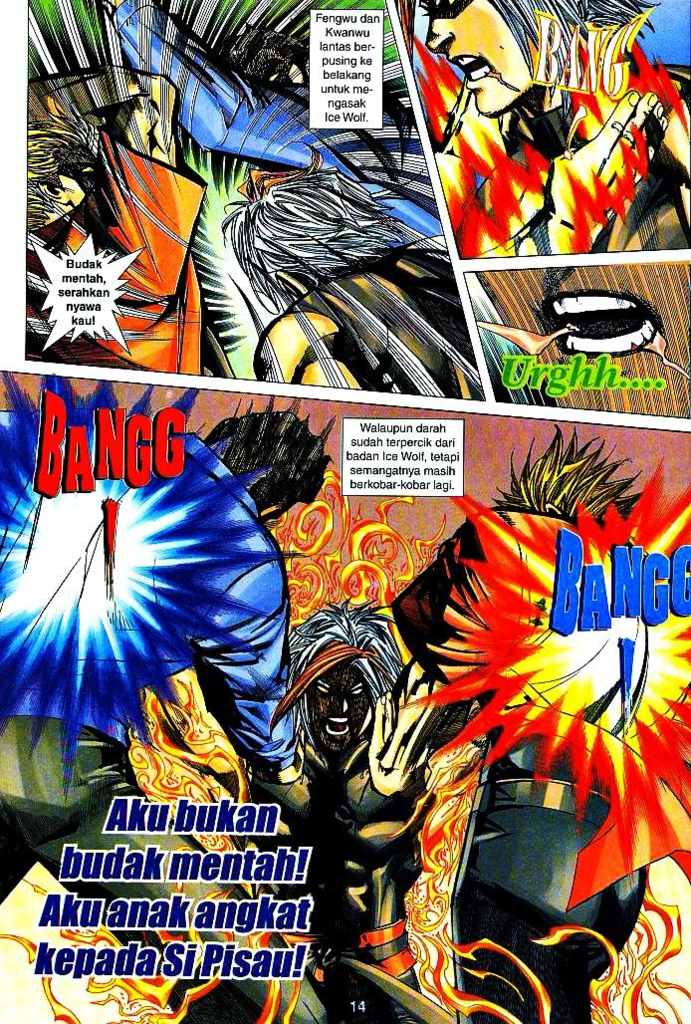 Fengwu dan
Kwanwu
lantas ber-
pusing ke
belakang
untuk me-
ngasak
Ice Wolf.
BANG
Budak
mentah,
serahkan
nyawa
kau!
Urghh....
BANGG
!
Walaupun darah
sudah terpercik dari
badan Ice Wolf, tetapi
semangatnya masih
berkobar-kobar lagi.
BANGG
!
Aku bukan
budak mentah!
Aku anak angkat
kepada Si Pisau!
14